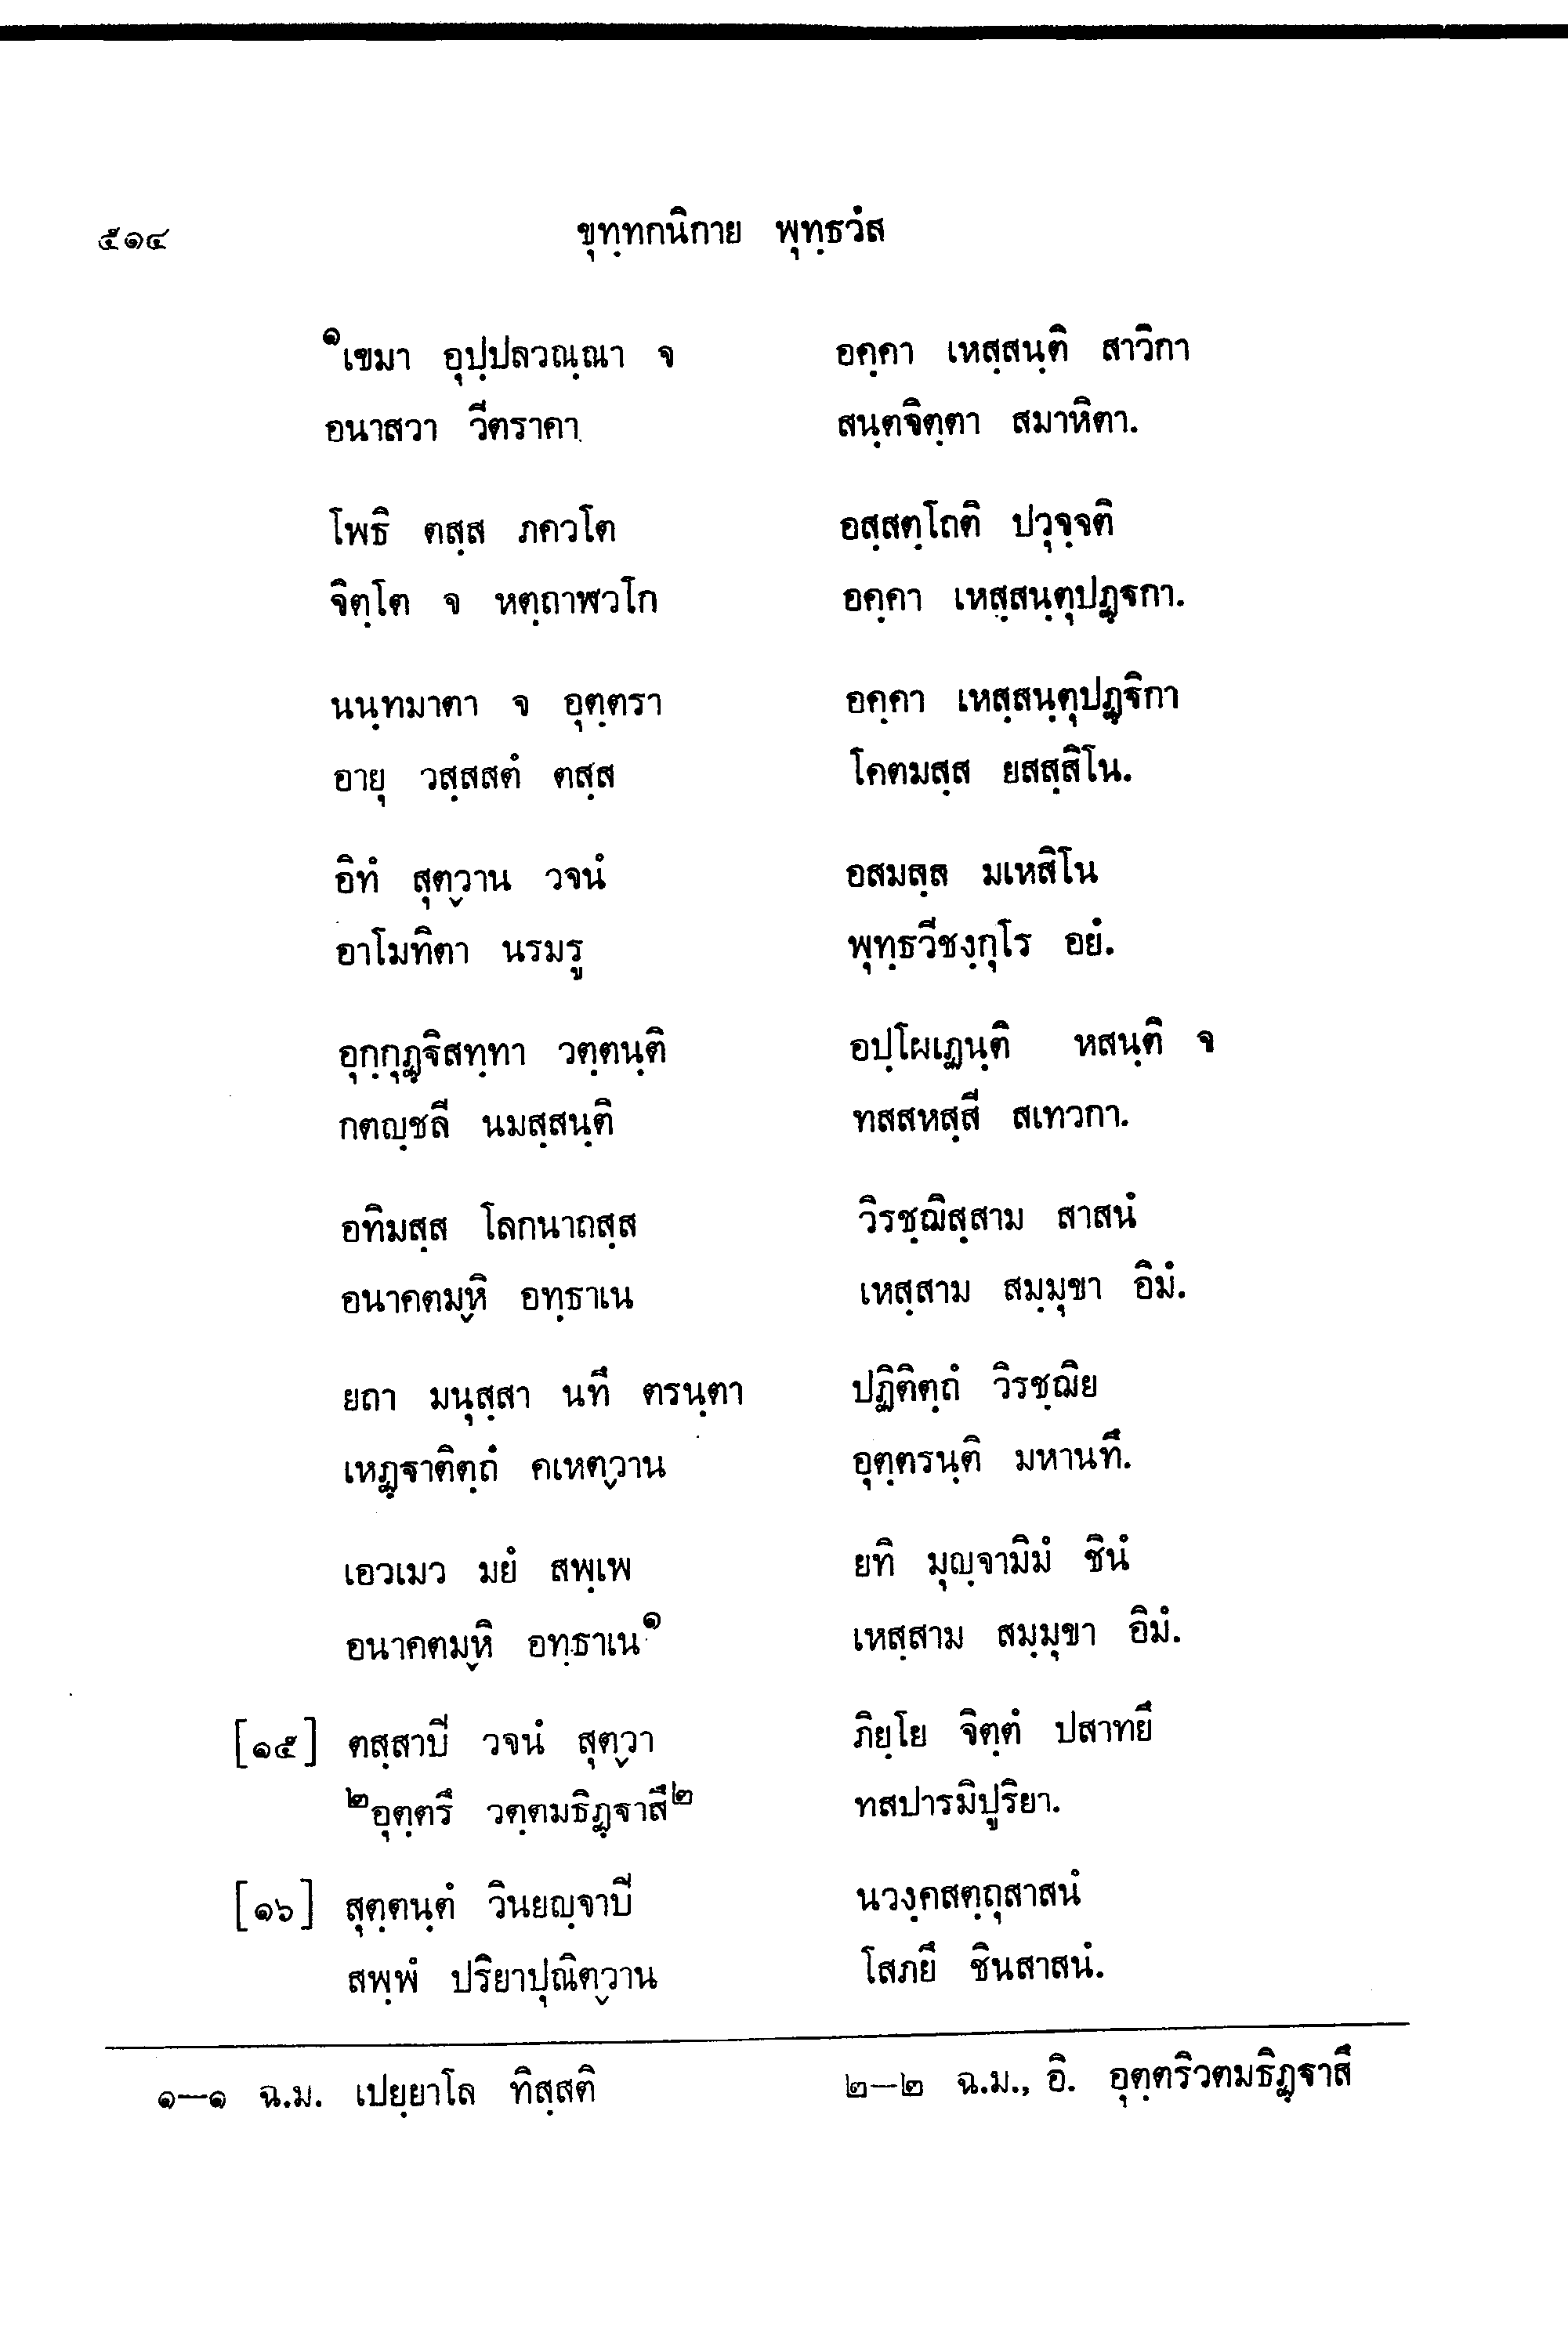 ๕๑๔ ขุทฺทกนิกาย พุทฺธวํส
๑เขมา อุปฺปลวณฺณา จ อคฺคา เหสฺสนฺติ สาวิกา
อนาสวา วีตราคา สนฺตจิตฺตา สมาหิตา.
โพธิ ตสฺส ภควโต อสฺสตฺโถติ ปวุจฺจติ
จิตฺโต จ หตฺถาฬวโก อคฺคา เหสฺสนฺตุปฏฺฐกา.
นนฺทมาตา จ อุตฺตรา อคฺคา เหสฺสนฺตุปฏฺฐิกา
อายุ วสฺสสตํ ตสฺส โคตมสฺส ยสสฺสิโน.
อิทํ สุตฺวาน วจนํ อสมสฺส มเหสิโน
อาโมทิตา นรมรู พุทฺธวีชงฺกุโร อยํ.
อุกฺกุฏฺฐิสทฺทา วตฺตนฺติ อปฺโผเฏนฺติ หสนฺติ จ
กตญฺชลี นมสฺสนฺติ ทสสหสฺสี สเทวกา.
อทิมสฺส โลกนาถสฺส วิรชฺฌิสฺสาม สาสนํ
อนาคตมฺหิ อทฺธาเน เหสฺสาม สมฺมุขา อิมํ.
ยถา มนุสฺสา นทึ ตรนฺตา ปฏิติตฺถํ วิรชฺฌิย
เหฏฺฐาติตฺถํ คเหตฺวาน อุตฺตรนฺติ มหานทึ.
เอวเมว มยํ สพฺเพ ยทิ มุญฺจามิมํ ชินํ
อนาคตมฺหิ อทฺธาเน๑ เหสฺสาม สมฺมุขา อิมํ.
[๑๕] ตสฺสาปิ วจนํ สุตฺวา ภิยฺโย จิตฺตํ ปสาทยึ
๒อุตฺตรึ วตฺตมธิฏฺฐาสึ๒ ทสปารมิปูริยา.
[๑๖] สุตฺตนฺตํ วินยญฺจาปิ นวงฺคสตฺถุสาสนํ
สพฺพํ ปริยาปุณิตฺวาน โสภยึ ชินสาสนํ.
๑—๑ ฉ.ม. เปยฺยาโล ทิสฺสติ ๒—๒ ฉ.ม., อิ. อุตฺตริวตมธิฏฺฐาสึ